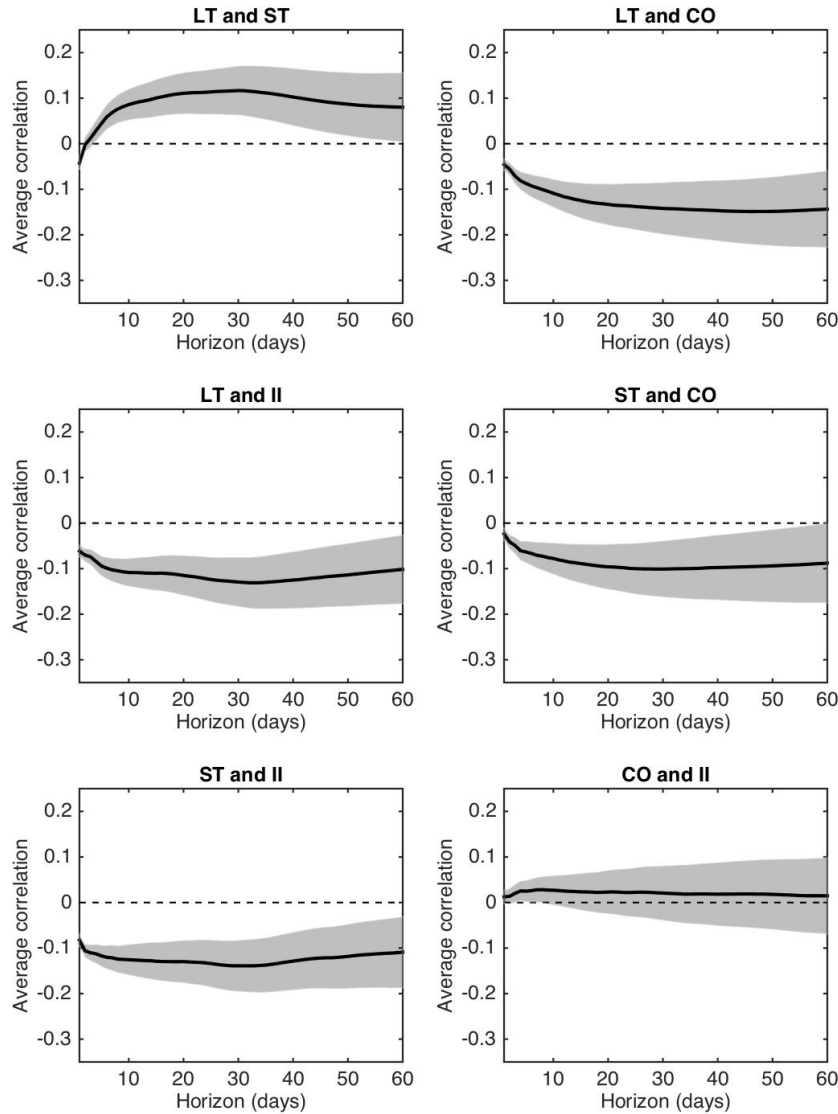 LT and ST
0.2
0.1
0
-0.1
-0.2
-0.3
Average correlation
10 20 30 40 50 60
Horizon (days)
LT and CO
0.2
0.1
0
-0.1
-0.2
-0.3
Average correlation
10 20 30 40 50 60
Horizon (days)
LT and II
0.2
0.1
0
-0.1
-0.2
-0.3
Average correlation
10 20 30 40 50 60
Horizon (days)
ST and CO
0.2
0.1
0
-0.1
-0.2
-0.3
Average correlation
10 20 30 40 50 60
Horizon (days)
ST and II
0.2
0.1
0
-0.1
-0.2
-0.3
Average correlation
10 20 30 40 50 60
Horizon (days)
CO and II
0.2
0.1
0
-0.1
-0.2
-0.3
Average correlation
10 20 30 40 50 60
Horizon (days)